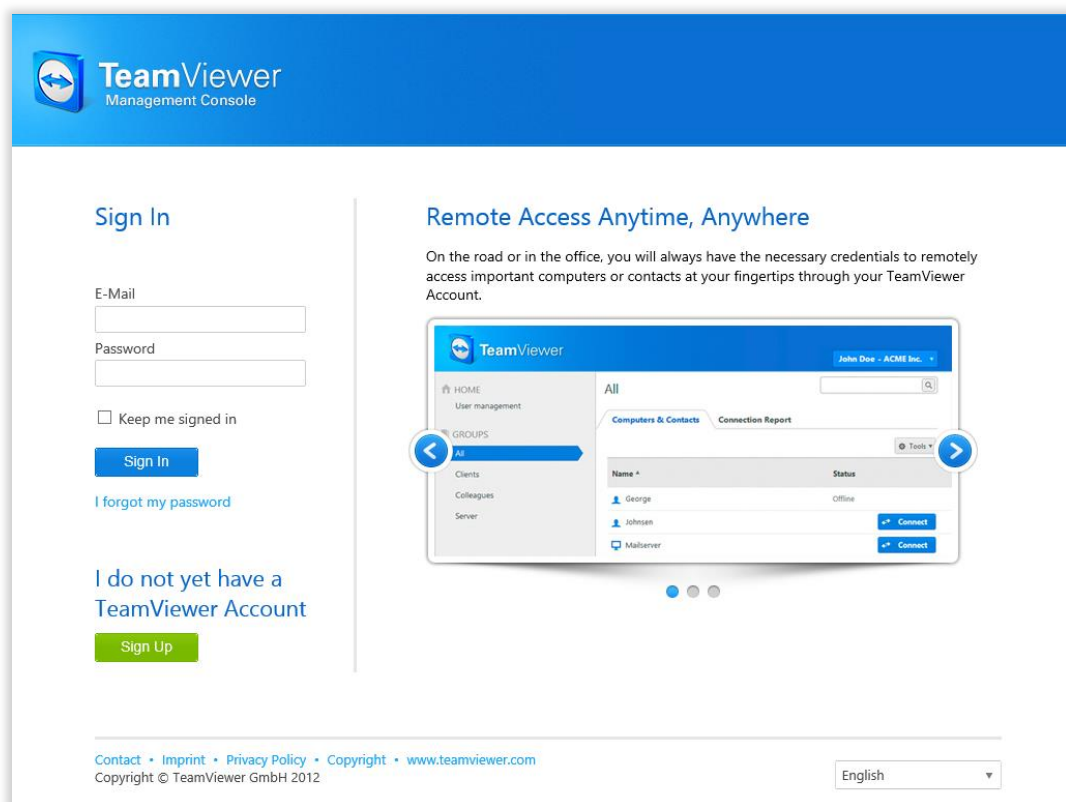 TeamViewer
Management Console
Sign In
E-Mail
Password
Keep me signed in
Sign In
I forgot my password
I do not yet have a
TeamViewer Account
Sign Up
Remote Access Anytime, Anywhere
On the road or in the office, you will always have the necessary credentials to remotely
access important computers or contacts at your fingertips through your TeamViewer
Account.
TeamViewer
John Doe - ACME Inc.
HOME
User management
GROUPS
All
Clients
Colleagues
Server
All
Computers & Contacts Connection Report
Tools
Name Status
George Offline
Johnsen Connect
Mailserver Connect
Contact • Imprint • Privacy Policy • Copyright • www.teamviewer.com
Copyright © TeamViewer GmbH 2012
English